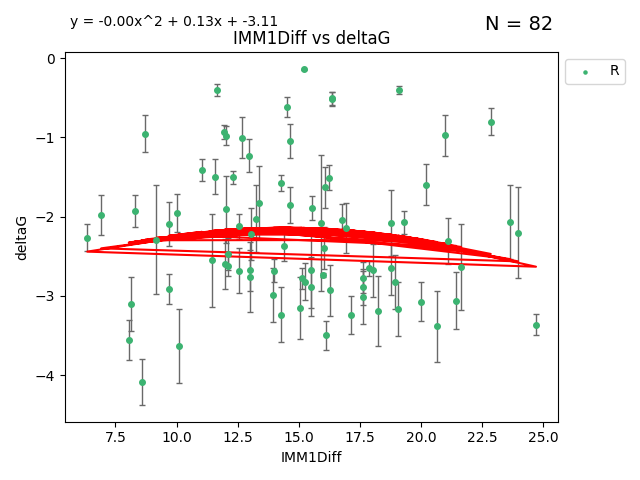 y = -0.00x^2 + 0.13x + -3.11
N = 82
IMM1Diff vs deltaG
R
0
−1
−2
−3
−4
deltaG
7.5 10.0 12.5 15.0 17.5 20.0 22.5 25.0
IMM1Diff